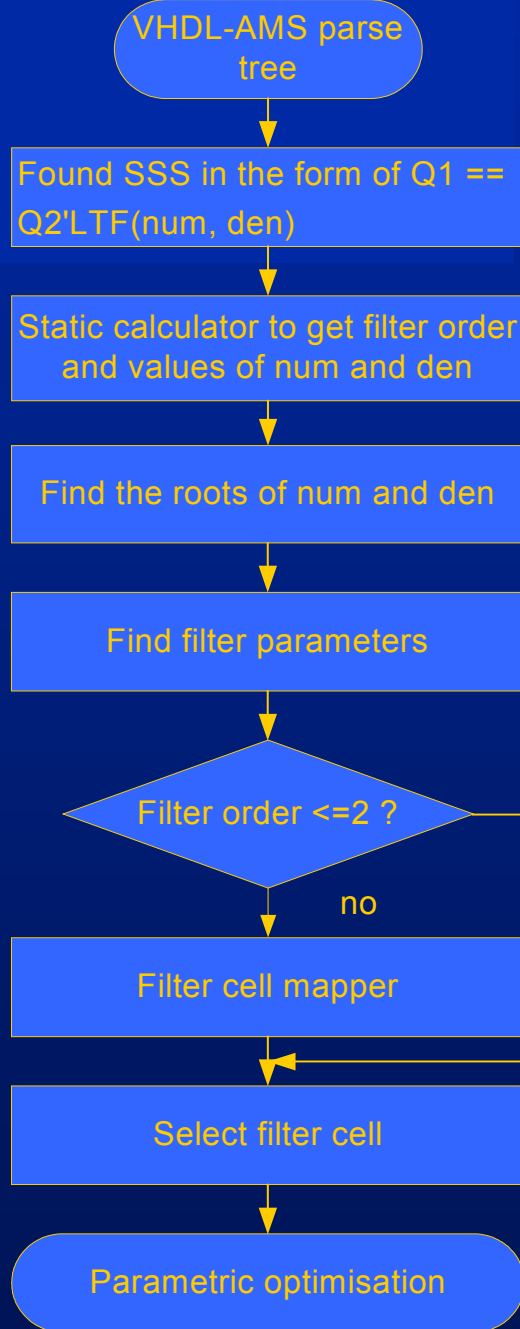 VHDL-AMS parse
tree
Found SSS in the form of Q1 ==
Q2'LTF(num, den)
Static calculator to get filter order
and values of num and den
Find the roots of num and den
Find filter parameters
Filter order <=2 ?
no
Filter cell mapper
Select filter cell
Parametric optimisation